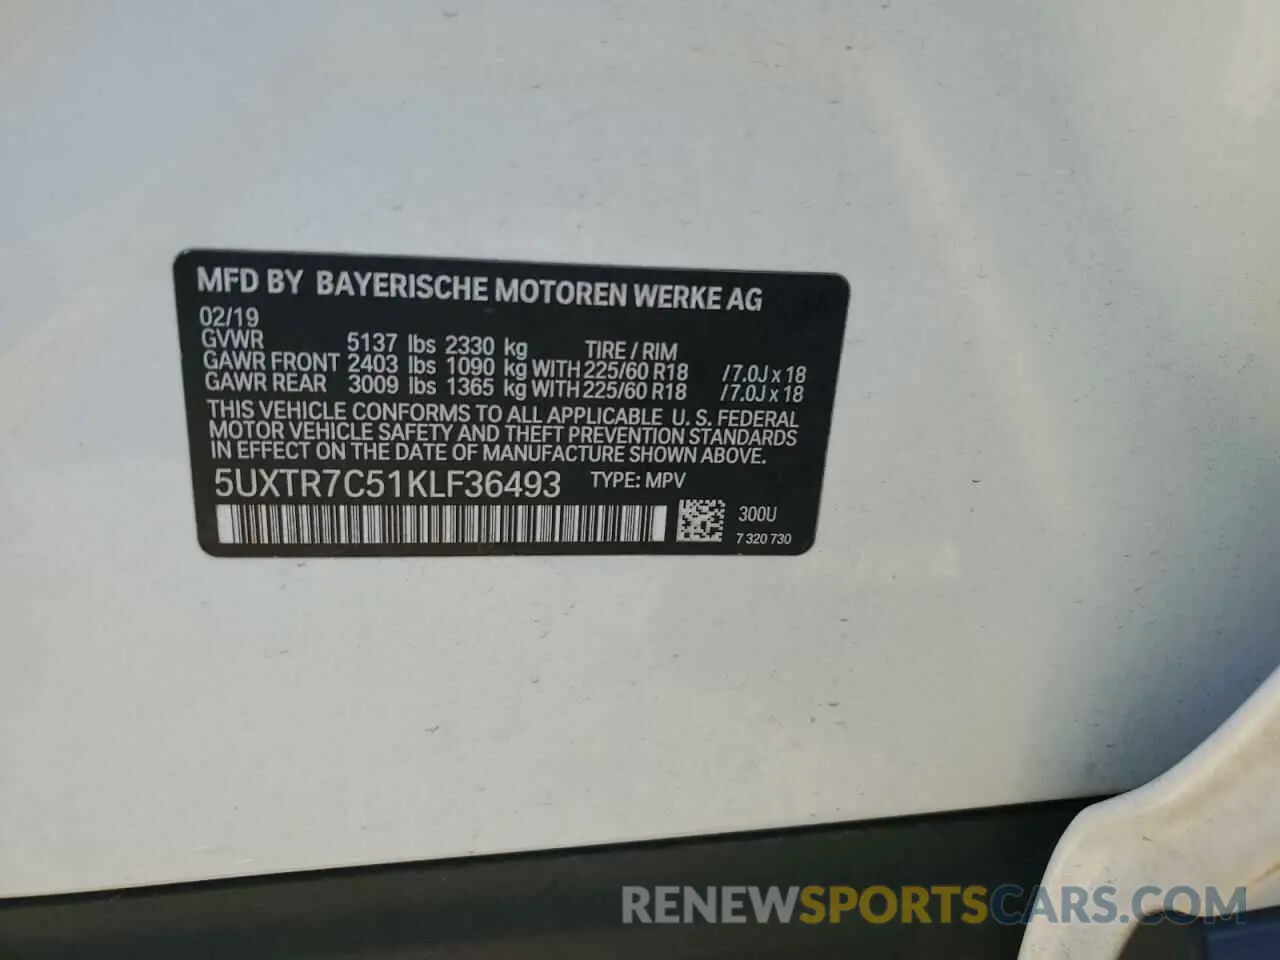 MFD BY BAYERISCHE MOTOREN WERKE AG
02/19
GVWR 5137 lbs 2330 kg TIRE / RIM
GAWR FRONT 2403 lbs 1090 kg WITH 225/60 R18 /7.0J x 18
GAWR REAR 3009 lbs 1365 kg WITH 225/60 R18 /7.0J x 18
THIS VEHICLE CONFORMS TO ALL APPLICABLE U. S. FEDERAL
MOTOR VEHICLE SAFETY AND THEFT PREVENTION STANDARDS
IN EFFECT ON THE DATE OF MANUFACTURE SHOWN ABOVE.
5UXTR7C51KLF36493 TYPE: MPV
300U
7 320 730
RENEWSPORTSCARS.COM